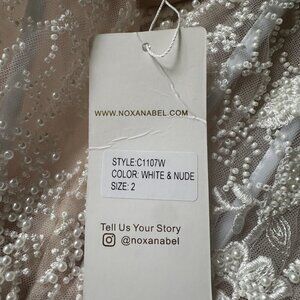 WWW.NOXANABEL.COM
STYLE:C1107W
COLOR: WHITE & NUDE
SIZE: 2
Tell Us Your Story
@noxanabel